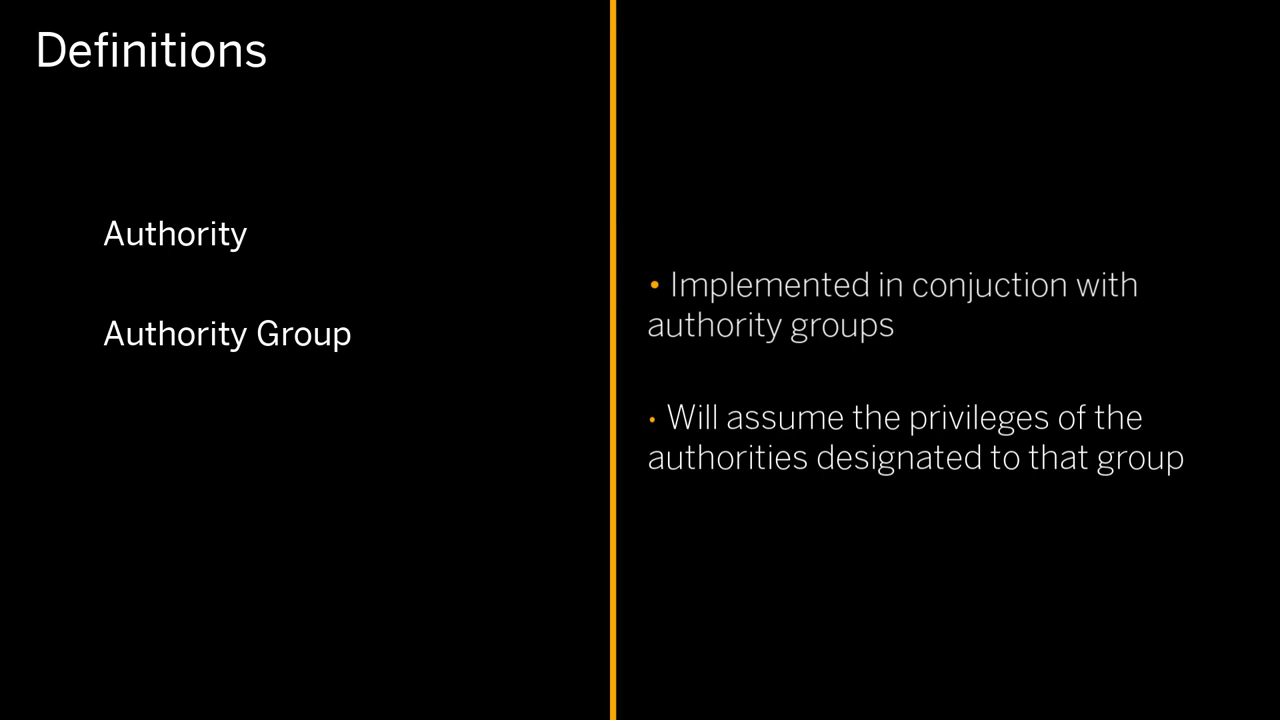 Definitions
Authority
Authority Group
• Implemented in conjuction with
authority groups
• Will assume the privileges of the
authorities designated to that group